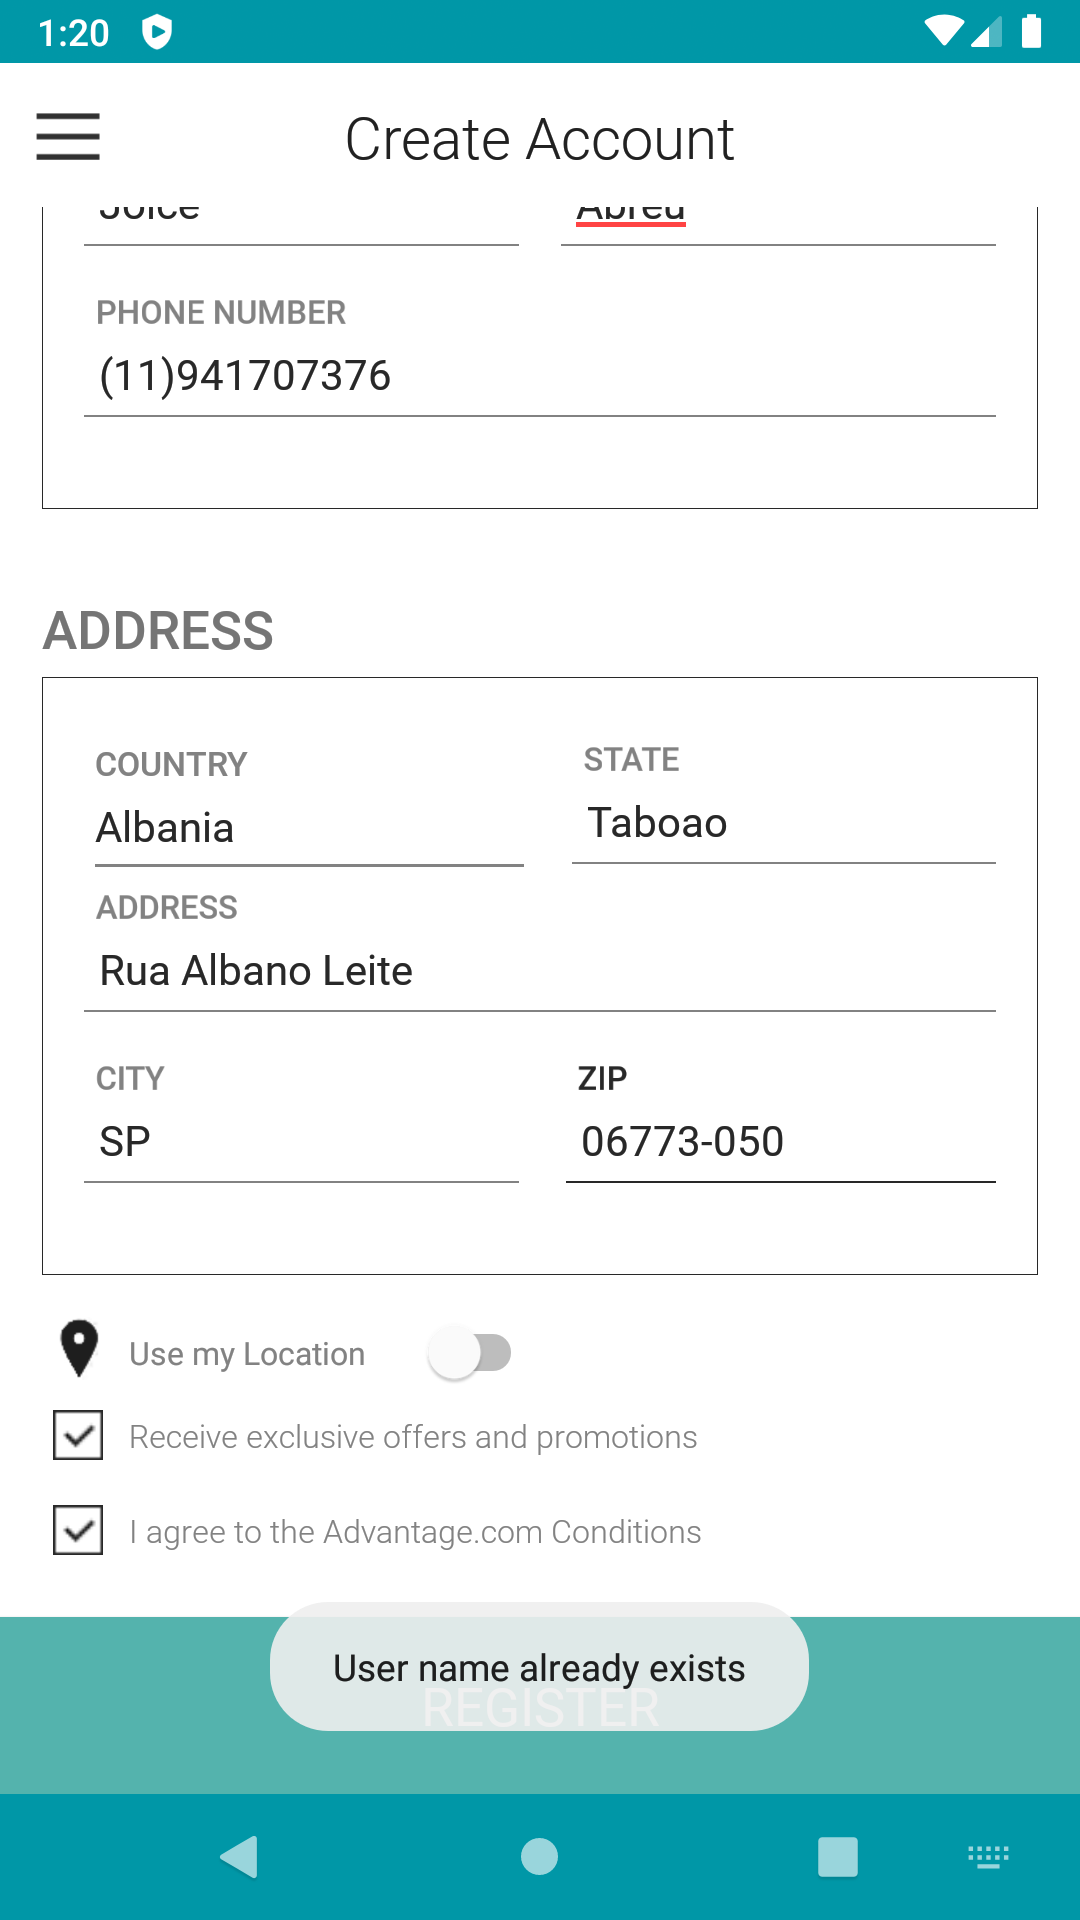 1:20
Create Account
Joice Abreu
PHONE NUMBER
(11)941707376
ADDRESS
COUNTRY STATE
Albania Taboao
ADDRESS
Rua Albano Leite
CITY ZIP
SP 06773-050
Use my Location
Receive exclusive offers and promotions
I agree to the Advantage.com Conditions
User name already exists
REGISTER